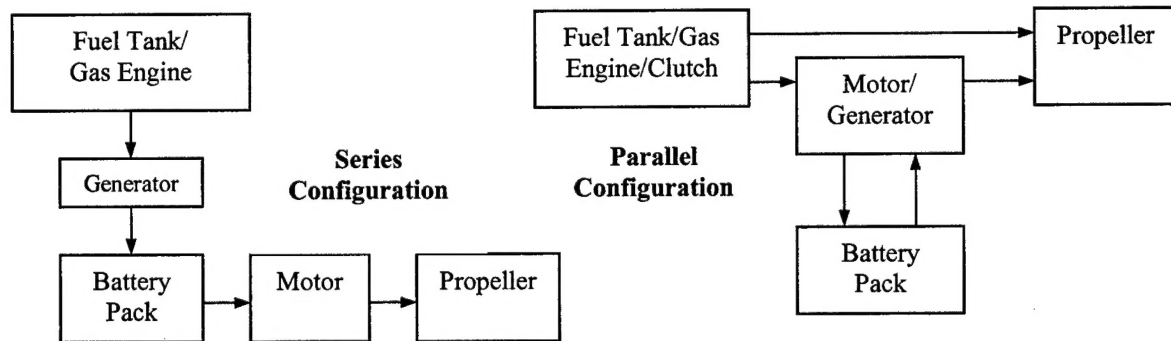 Fuel Tank/
Gas Engine
Generator
Battery
Pack
Motor
Propeller
Series
Configuration
Parallel
Configuration
Fuel Tank/Gas
Engine/Clutch
Motor/
Generator
Propeller
Battery
Pack